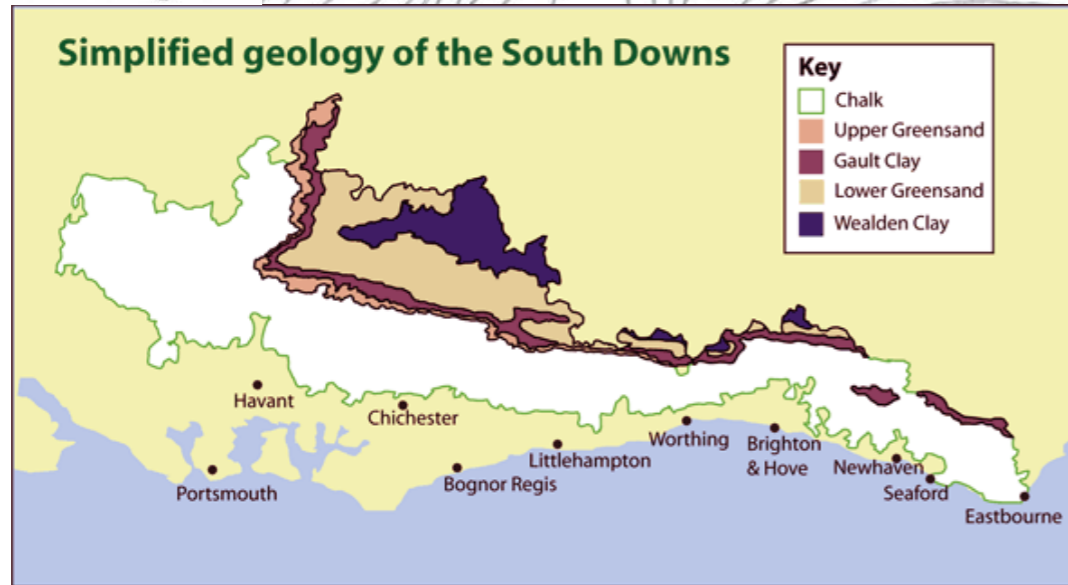 Simplified geology of the South Downs
Key
Chalk
Upper Greensand
Gault Clay
Lower Greensand
Wealden Clay
Havant
Chichester
Worthing
Brighton
& Hove
Littlehampton
Newhaven
Portsmouth
Bognor Regis
Seaford
Eastbourne